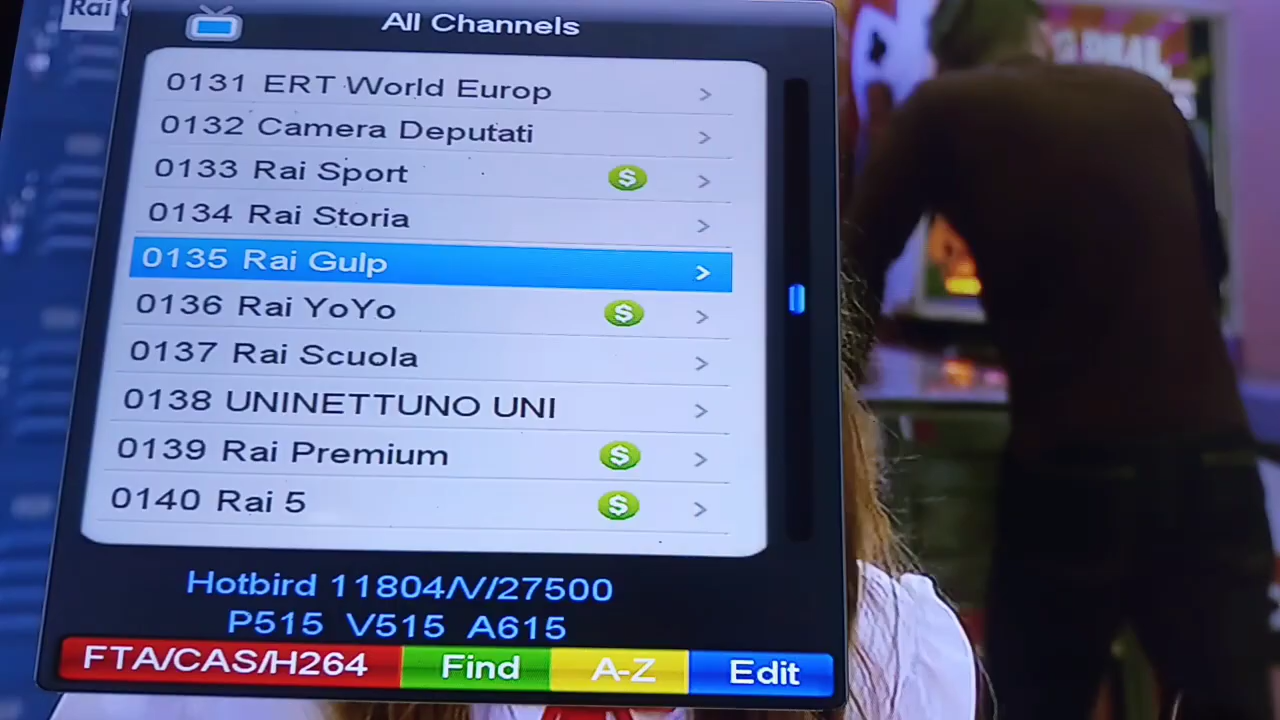 Rai
All Channels
0131 ERT World Europ
0132 Camera Deputati
0133 Rai Sport $
0134 Rai Storia
0135 Rai Gulp
0136 Rai YoYo $
0137 Rai Scuola
0138 UNINETTUNO UNI
0139 Rai Premium $
0140 Rai 5 $
Hotbird 11804/V/27500
P515 V515 A615
FTA/CAS/H264 Find A-Z Edit